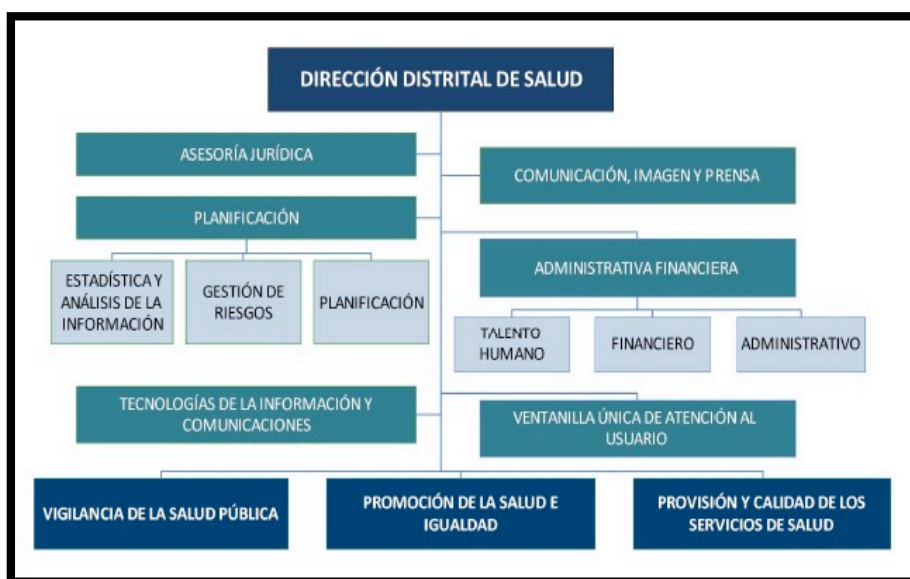 DIRECCIÓN DISTRITAL DE SALUD
ASESORÍA JURÍDICA
COMUNICACIÓN, IMAGEN Y PRENSA
PLANIFICACIÓN
ADMINISTRATIVA FINANCIERA
ESTADÍSTICA Y
ANÁLISIS DE LA
INFORMACIÓN
GESTIÓN DE
RIESGOS
PLANIFICACIÓN
TALENTO
HUMANO
FINANCIERO
ADMINISTRATIVO
TECNOLOGÍAS DE LA INFORMACIÓN Y
COMUNICACIONES
VENTANILLA ÚNICA DE ATENCIÓN AL
USUARIO
VIGILANCIA DE LA SALUD PÚBLICA
PROMOCIÓN DE LA SALUD E
IGUALDAD
PROVISIÓN Y CALIDAD DE LOS
SERVICIOS DE SALUD